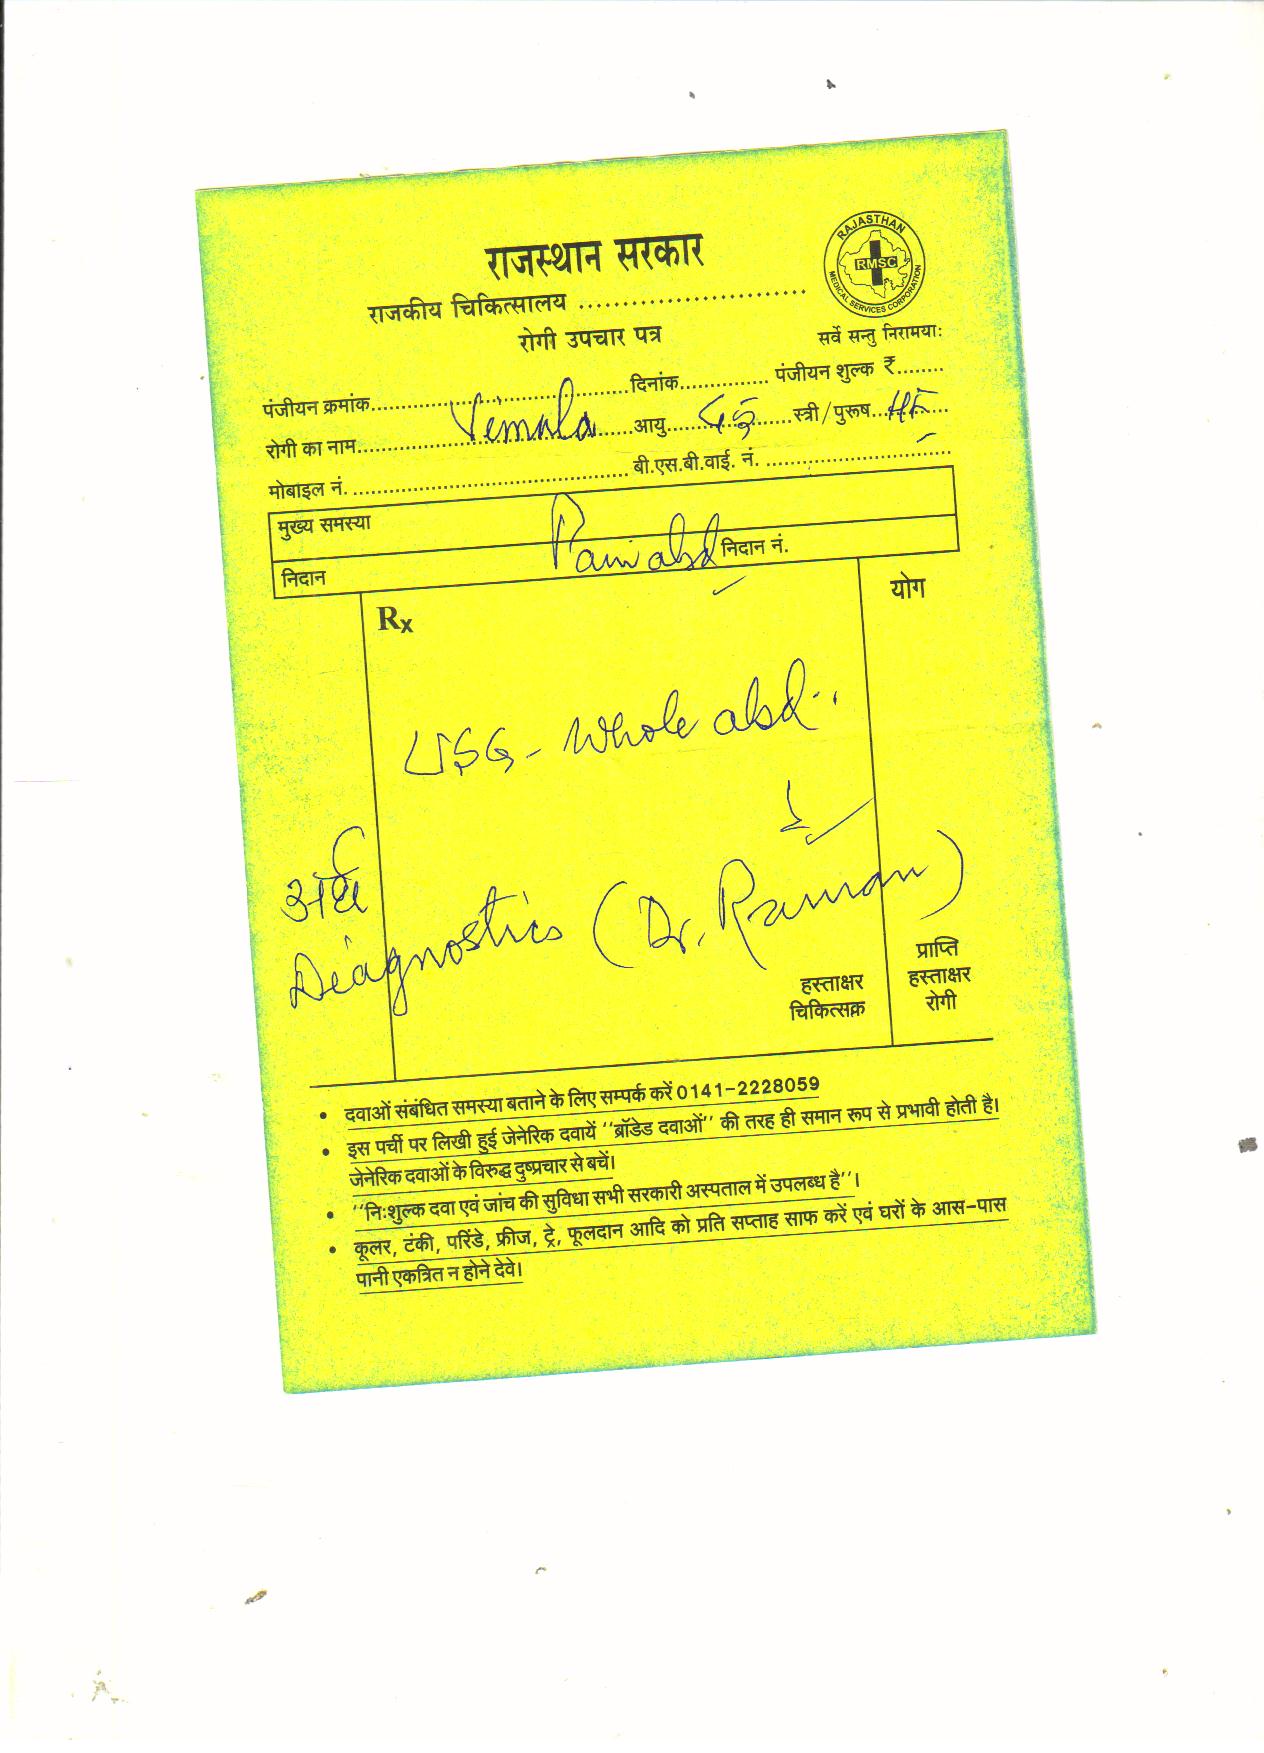 राजस्थान सरकार
RAJASTHAN
RMSC
MEDICAL SERVICES CORPORATION
राजकीय चिकित्सालय ........................
रोगी उपचार पत्र
सर्वे सन्तु निरामयाः
पंजीयन क्रमांक.......................................दिनांक.............. पंजीयन शुल्क ₹........
रोगी का नाम........Vimala........आयु................स्त्री/पुरूष...........
मोबाइल नं. ....................................... बी.एस.बी.वाई. नं. ...........................
मुख्य समस्या
Pain abd
निदान
निदान नं.
Rx
योग
USG - Whole abd.
अर्थ
Diagnostics (Dr. Raman)
हस्ताक्षर
चिकित्सक
प्राप्ति
हस्ताक्षर
रोगी
• दवाओं संबंधित समस्या बताने के लिए सम्पर्क करें 0141-2228059
• इस पर्ची पर लिखी हुई जेनेरिक दवायें ''ब्रॉडेड दवाओं'' की तरह ही समान रूप से प्रभावी होती है।
जेनेरिक दवाओं के विरुद्ध दुष्प्रचार से बचें।
• ''निःशुल्क दवा एवं जांच की सुविधा सभी सरकारी अस्पताल में उपलब्ध है''।
• कूलर, टंकी, परिंडे, फ्रीज, ट्रे, फूलदान आदि को प्रति सप्ताह साफ करें एवं घरों के आस-पास
पानी एकत्रित न होने देवे।